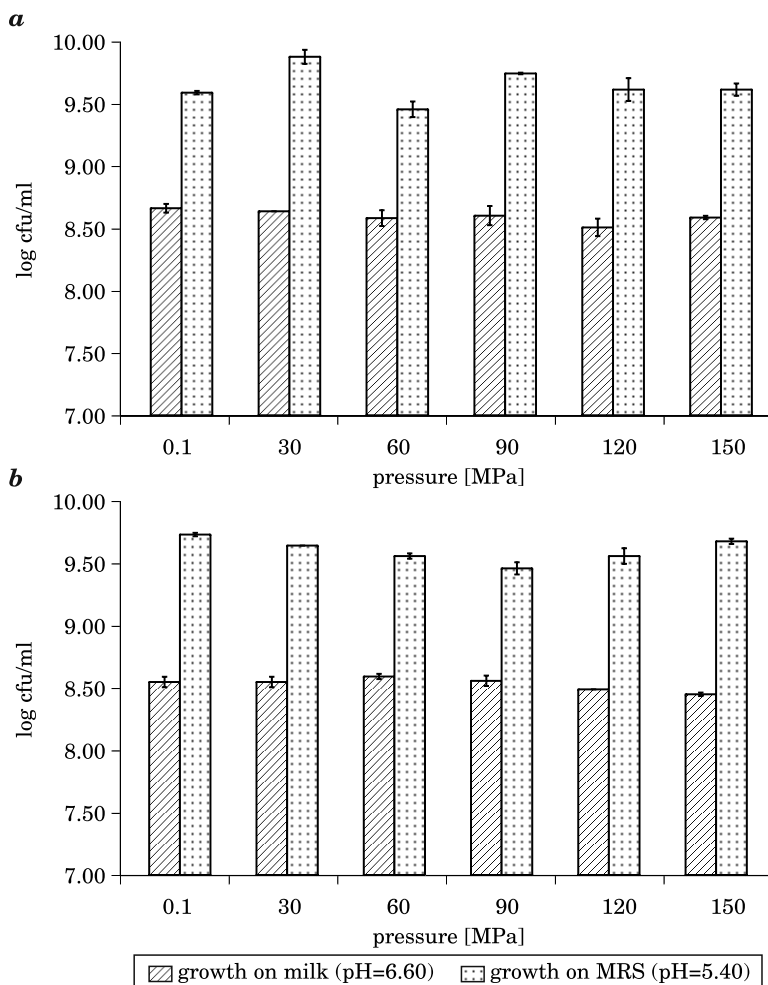 a
10.00
9.50
9.00
8.50
8.00
7.50
7.00
log cfu/ml
0.1 30 60 90 120 150
pressure [MPa]
b
10.00
9.50
9.00
8.50
8.00
7.50
7.00
log cfu/ml
0.1 30 60 90 120 150
pressure [MPa]
growth on milk (pH=6.60) growth on MRS (pH=5.40)